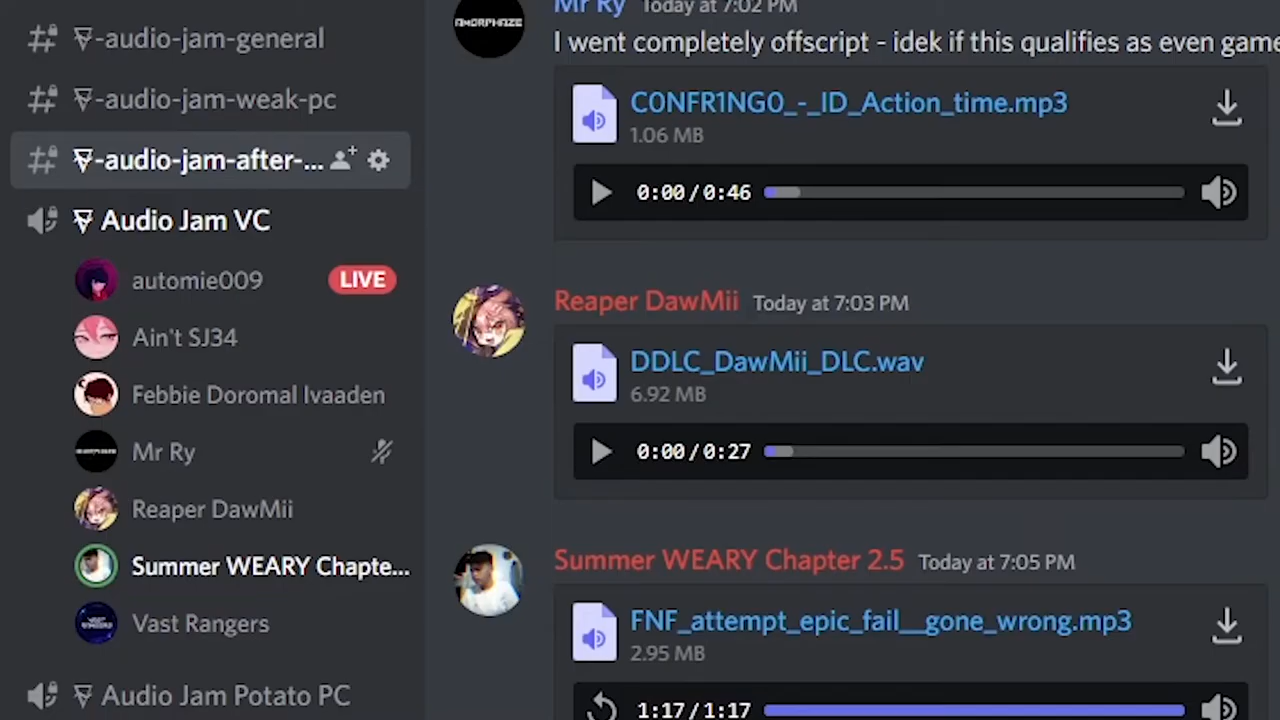 -audio-jam-general
-audio-jam-weak-pc
-audio-jam-after-...
Audio Jam VC
automie009
LIVE
Ain't SJ34
Febbie Doromal Ivaaden
Mr Ry
Reaper DawMii
Summer WEARY Chapte...
Vast Rangers
Audio Jam Potato PC
AMORPHAZE
Mr Ry Today at 7:02 PM
I went completely offscript - idek if this qualifies as even game
C0NFR1NG0_-_ID_Action_time.mp3
1.06 MB
0:00/0:46
Reaper DawMii Today at 7:03 PM
DDLC_DawMii_DLC.wav
6.92 MB
0:00/0:27
Summer WEARY Chapter 2.5 Today at 7:05 PM
FNF_attempt_epic_fail__gone_wrong.mp3
2.95 MB
1:17/1:17